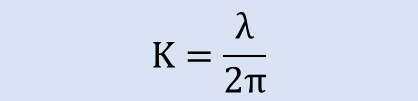 K = λ/2π